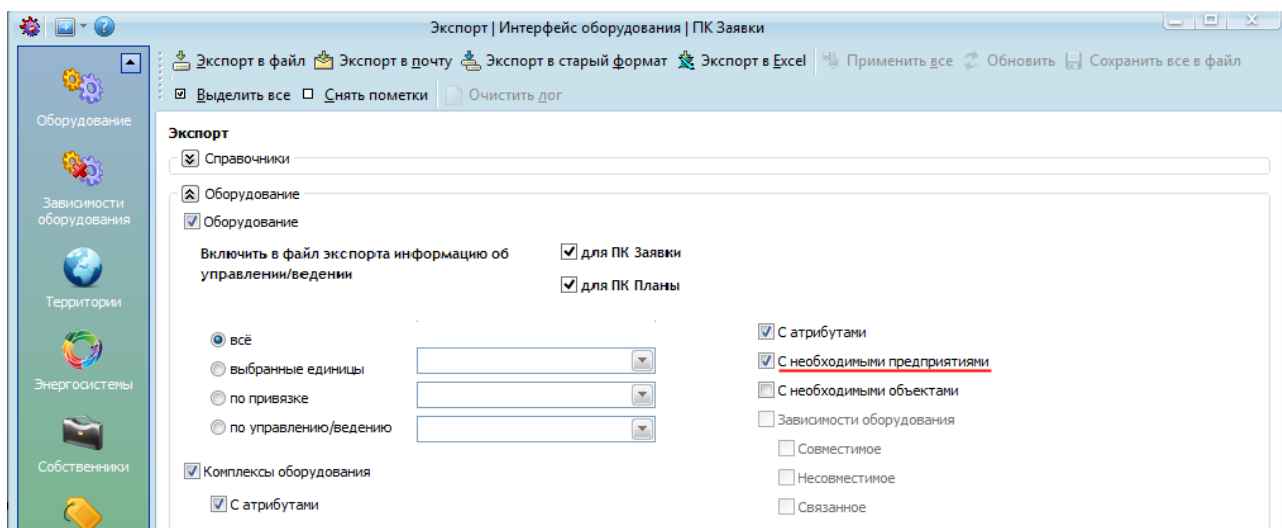 Экспорт | Интерфейс оборудования | ПК Заявки
Экспорт в файл Экспорт в почту Экспорт в старый формат Экспорт в Excel Применить все Обновить Сохранить все в файл
Выделить все Снять пометки Очистить лог
Оборудование
Зависимости
оборудования
Территории
Энергосистемы
Собственники
Экспорт
Справочники
Оборудование
Оборудование
Включить в файл экспорта информацию об
управлении/ведении
для ПК Заявки
для ПК Планы
всё
выбранные единицы
по привязке
по управлению/ведению
С атрибутами
С необходимыми предприятиями
С необходимыми объектами
Зависимости оборудования
Совместимое
Несовместимое
Связанное
Комплексы оборудования
С атрибутами